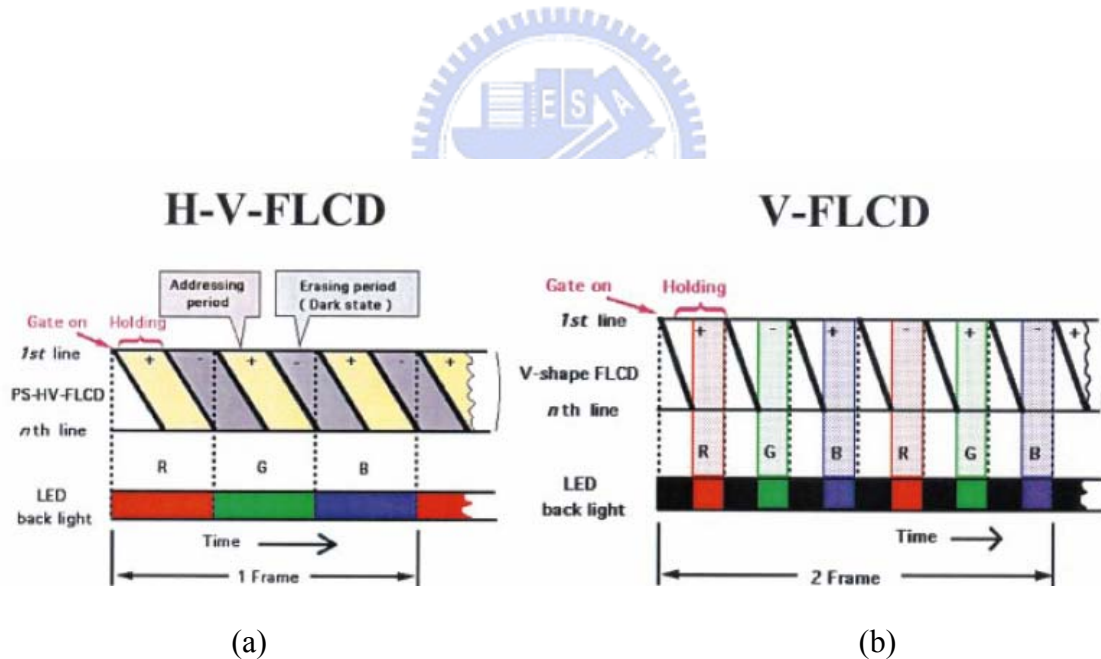 E S A
H-V-FLCD
Addressing period
Erasing period ( Dark state )
Gate on
Holding
1st line
+ - + - + - +
PS-HV-FLCD
nth line
R G B
LED back light
Time
1 Frame
(a)
V-FLCD
Gate on
Holding
1st line
+ - + - + - +
V-shape FLCD
nth line
R G B R G B
LED back light
Time
2 Frame
(b)